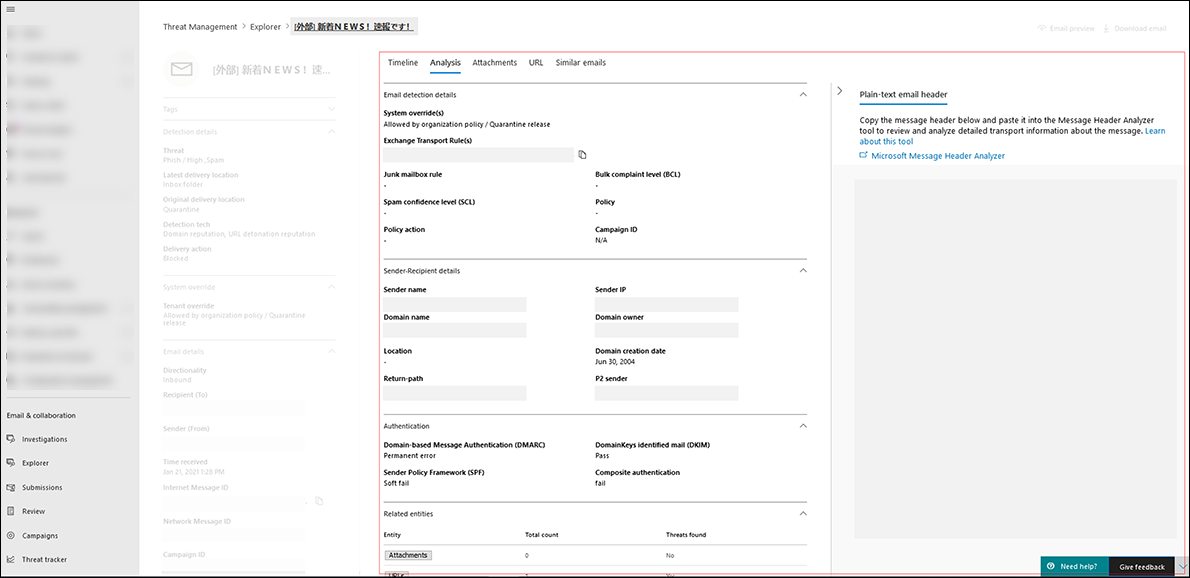 Threat Management > Explorer > [外部] 新着ＮＥＷＳ！ 速報です！
Email preview
Download email
[外部] 新着ＮＥＷＳ！ 速...
Tags
Detection details
Threat
Phish / High ,Spam
Latest delivery location
Inbox folder
Original delivery location
Quarantine
Detection tech
Domain reputation, URL detonation reputation
Delivery action
Blocked
System override
Tenant override
Allowed by organization policy / Quarantine
release
Email details
Directionality
Inbound
Recipient (To)
Sender (From)
Time received
Jan 21, 2021 1:28 PM
Internet Message ID
Network Message ID
Campaign ID
Email & collaboration
Investigations
Explorer
Submissions
Review
Campaigns
Threat tracker
Timeline Analysis Attachments URL Similar emails
Email detection details
System override(s)
Allowed by organization policy / Quarantine release
Exchange Transport Rule(s)
Junk mailbox rule
-
Bulk complaint level (BCL)
-
Spam confidence level (SCL)
-
Policy
-
Policy action
-
Campaign ID
N/A
Sender-Recipient details
Sender name
Sender IP
Domain name
Domain owner
Location
-
Domain creation date
Jun 30, 2004
Return-path
P2 sender
Authentication
Domain-based Message Authentication (DMARC)
Permanent error
DomainKeys identified mail (DKIM)
Pass
Sender Policy Framework (SPF)
Soft fail
Composite authentication
fail
Related entities
Entity Total count Threats found
Attachments 0 No
Plain-text email header
Copy the message header below and paste it into the Message Header Analyzer
tool to review and analyze detailed transport information about the message. Learn
about this tool
Microsoft Message Header Analyzer
Need help?
Give feedback